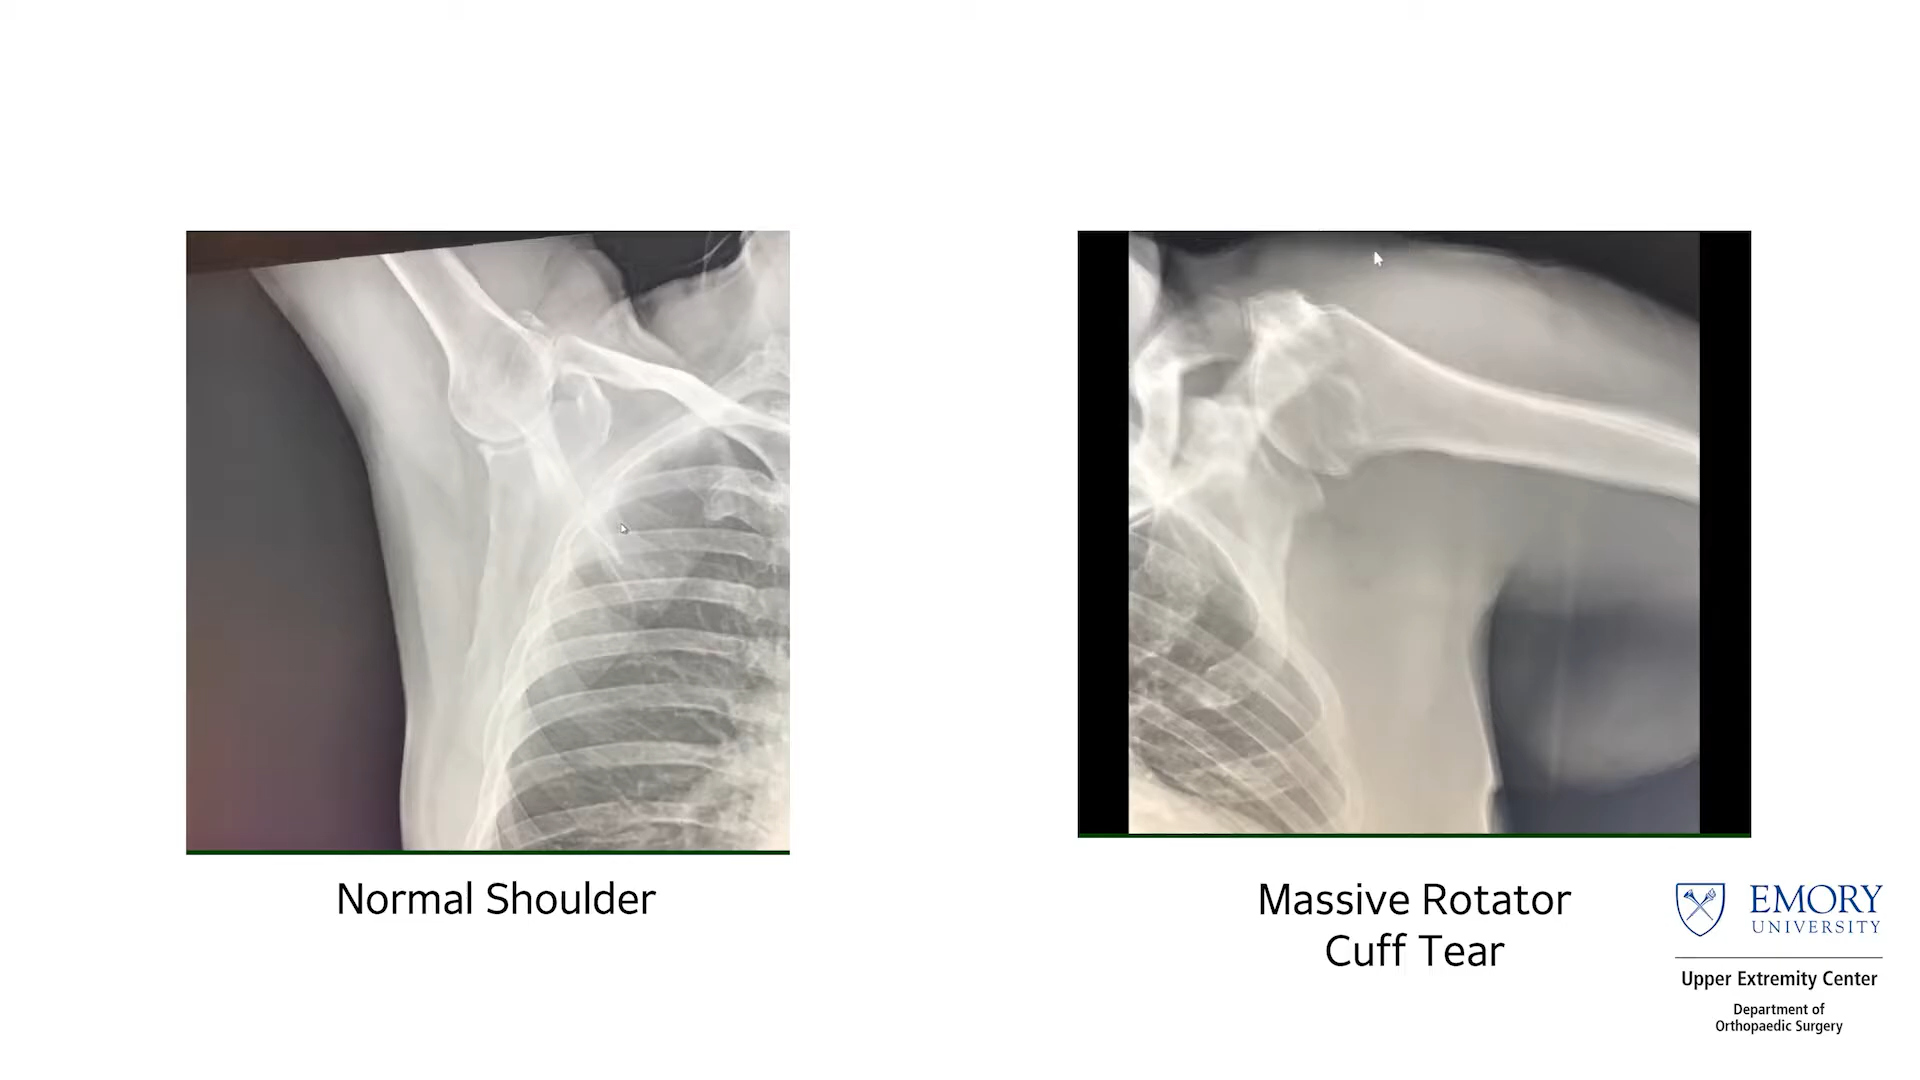 Normal Shoulder
Massive Rotator
Cuff Tear
EMORY
UNIVERSITY
Upper Extremity Center
Department of
Orthopaedic Surgery